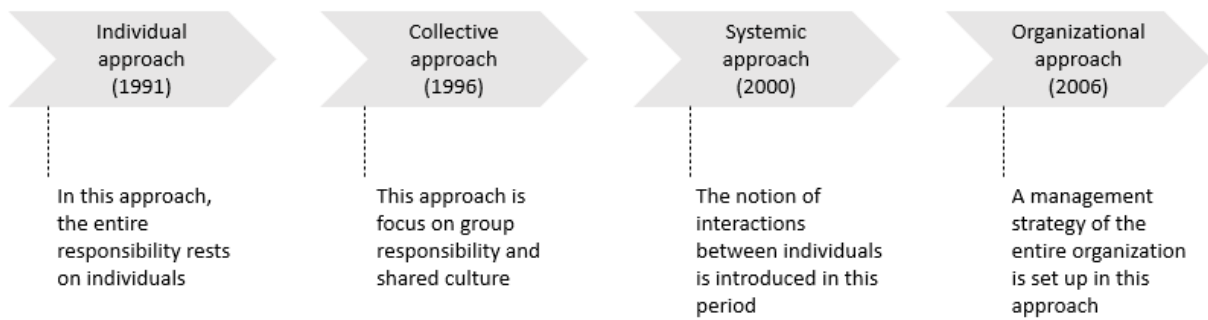 Individual
approach
(1991)
Collective
approach
(1996)
Systemic
approach
(2000)
Organizational
approach
(2006)
In this approach,
the entire
responsibility rests
on individuals
This approach is
focus on group
responsibility and
shared culture
The notion of
interactions
between individuals
is introduced in this
period
A management
strategy of the
entire organization
is set up in this
approach